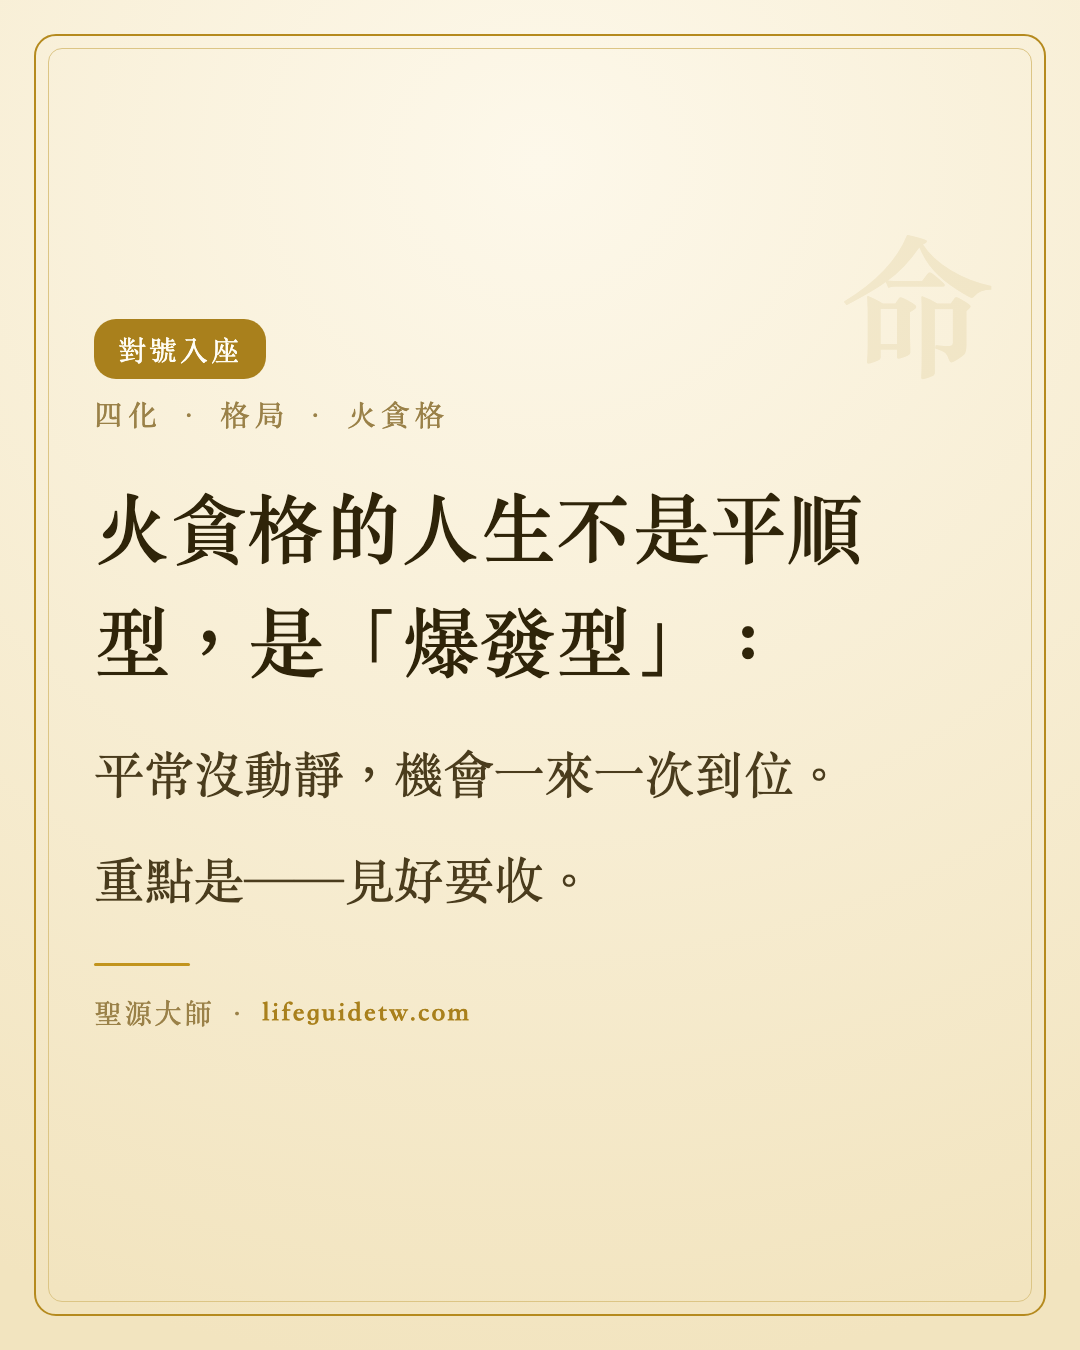 命
對號入座
四化 · 格局 · 火貪格
火貪格的人生不是平順
型，是「爆發型」：
平常沒動靜，機會一來一次到位。
重點是——見好要收。
聖源大師 · lifeguidetw.com